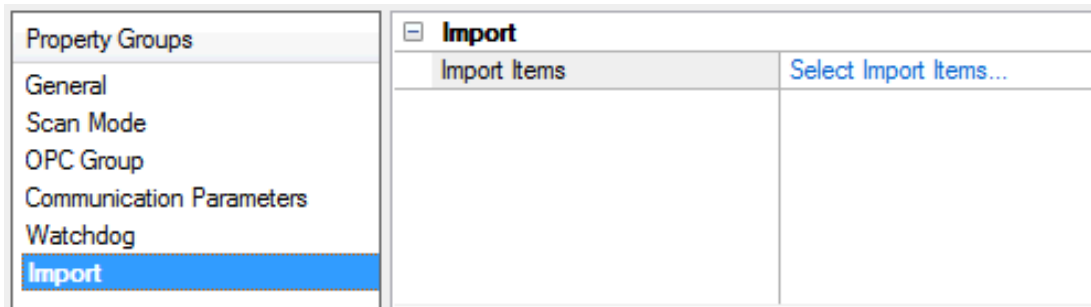 Property Groups
General
Scan Mode
OPC Group
Communication Parameters
Watchdog
Import
Import
Import Items
Select Import Items...